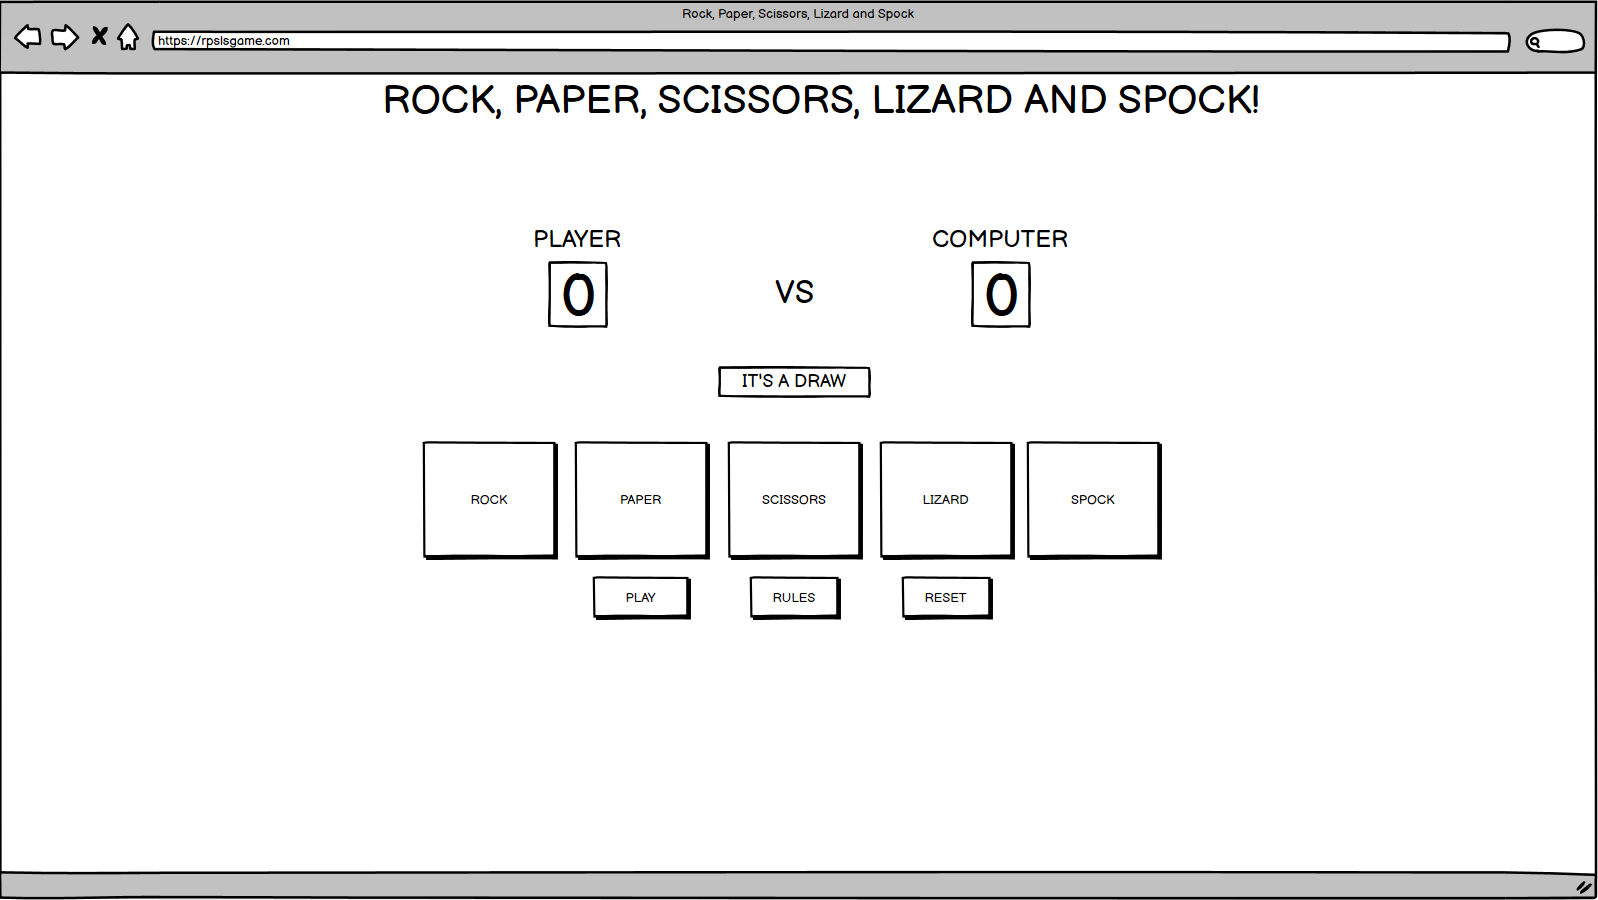 Rock, Paper, Scissors, Lizard and Spock
https://rpslsgame.com
ROCK, PAPER, SCISSORS, LIZARD AND SPOCK!
PLAYER
COMPUTER
0
VS
0
IT'S A DRAW
ROCK
PAPER
SCISSORS
LIZARD
SPOCK
PLAY
RULES
RESET